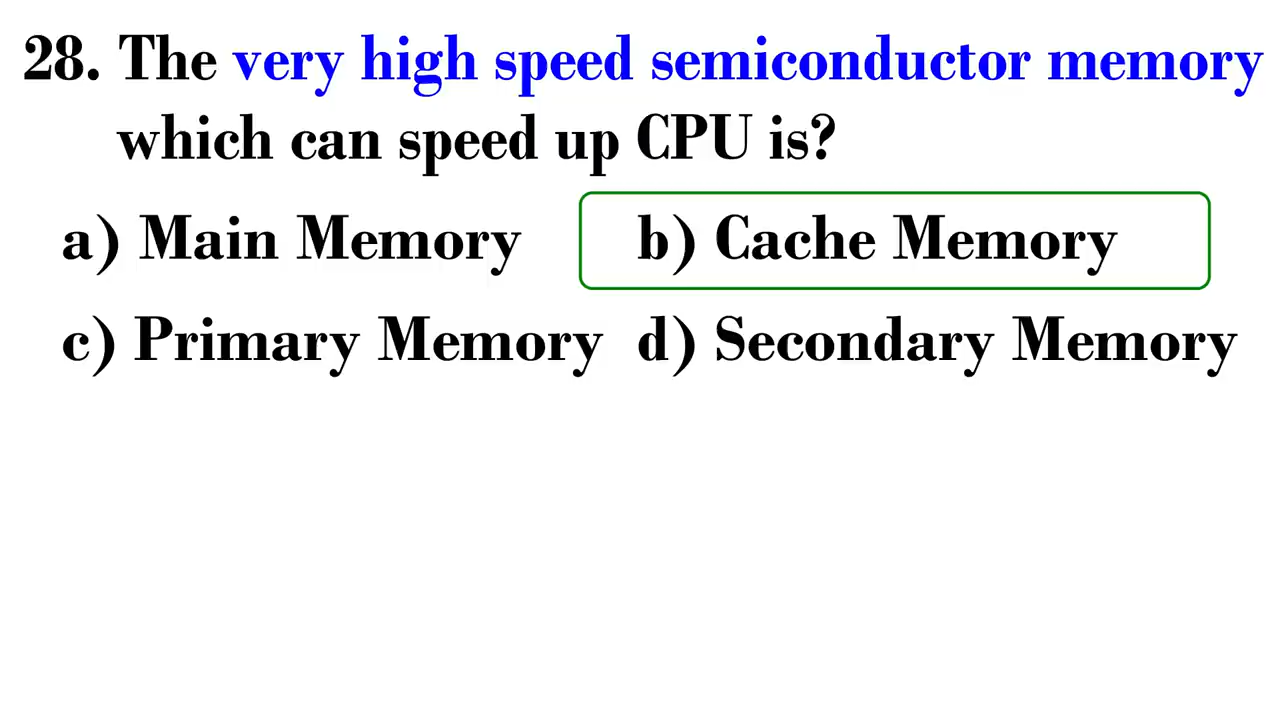 28. The very high speed semiconductor memory
which can speed up CPU is?
a) Main Memory b) Cache Memory
c) Primary Memory d) Secondary Memory